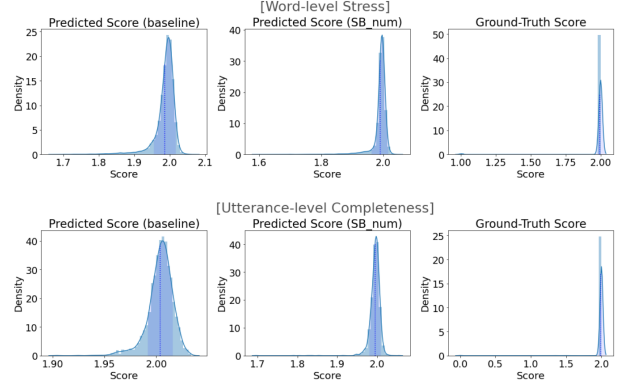 [Word-level Stress]
Predicted Score (baseline) Predicted Score (SB_num) Ground-Truth Score
Density
25
20
15
10
5
0
1.7 1.8 1.9 2.0 2.1
Score
Density
40
30
20
10
0
1.6 1.8 2.0
Score
Density
50
40
30
20
10
0
1.00 1.25 1.50 1.75 2.00
Score
[Utterance-level Completeness]
Predicted Score (baseline) Predicted Score (SB_num) Ground-Truth Score
Density
40
30
20
10
0
1.90 1.95 2.00
Score
Density
40
30
20
10
0
1.7 1.8 1.9 2.0
Score
Density
25
20
15
10
5
0
0.0 0.5 1.0 1.5 2.0
Score